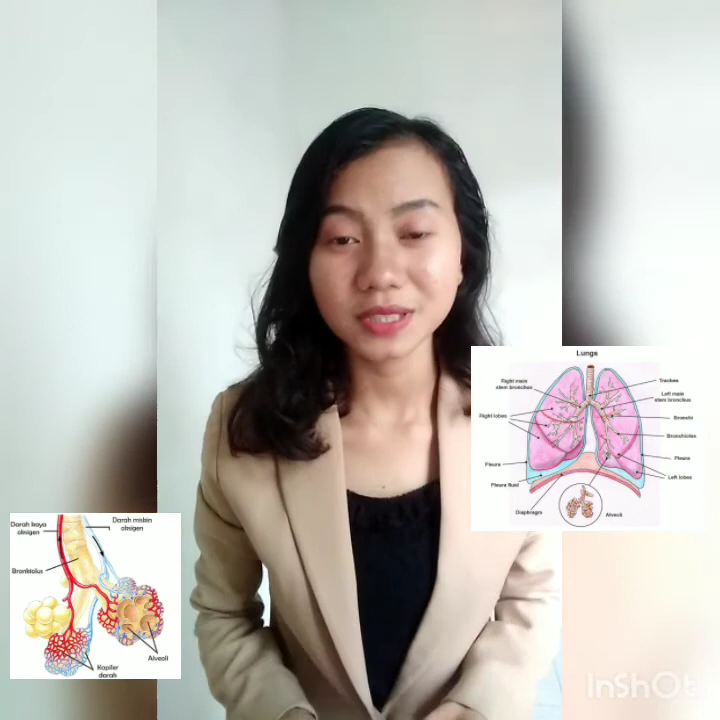 Lungs
Right main
stem bronchus
Trachea
Left main
stem bronchus
Right lobes
Bronchi
Bronchioles
Pleura
Pleura
Left lobes
Pleura fluid
Diaphragm
Alveoli
Darah kaya
oksigen
Darah miskin
oksigen
Bronkiolus
Alveoli
Kapiler
darah
InShOt